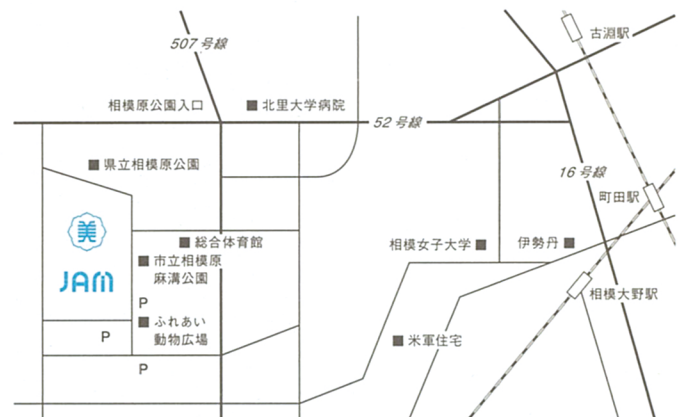 古淵駅
507号線
相模原公園入口
■北里大学病院
52号線
■県立相模原公園
16号線
町田駅
美
JAM
■総合体育館
相模女子大学■
伊勢丹■
■市立相模原
麻溝公園
相模大野駅
P
■ふれあい
動物広場
P
■米軍住宅
P